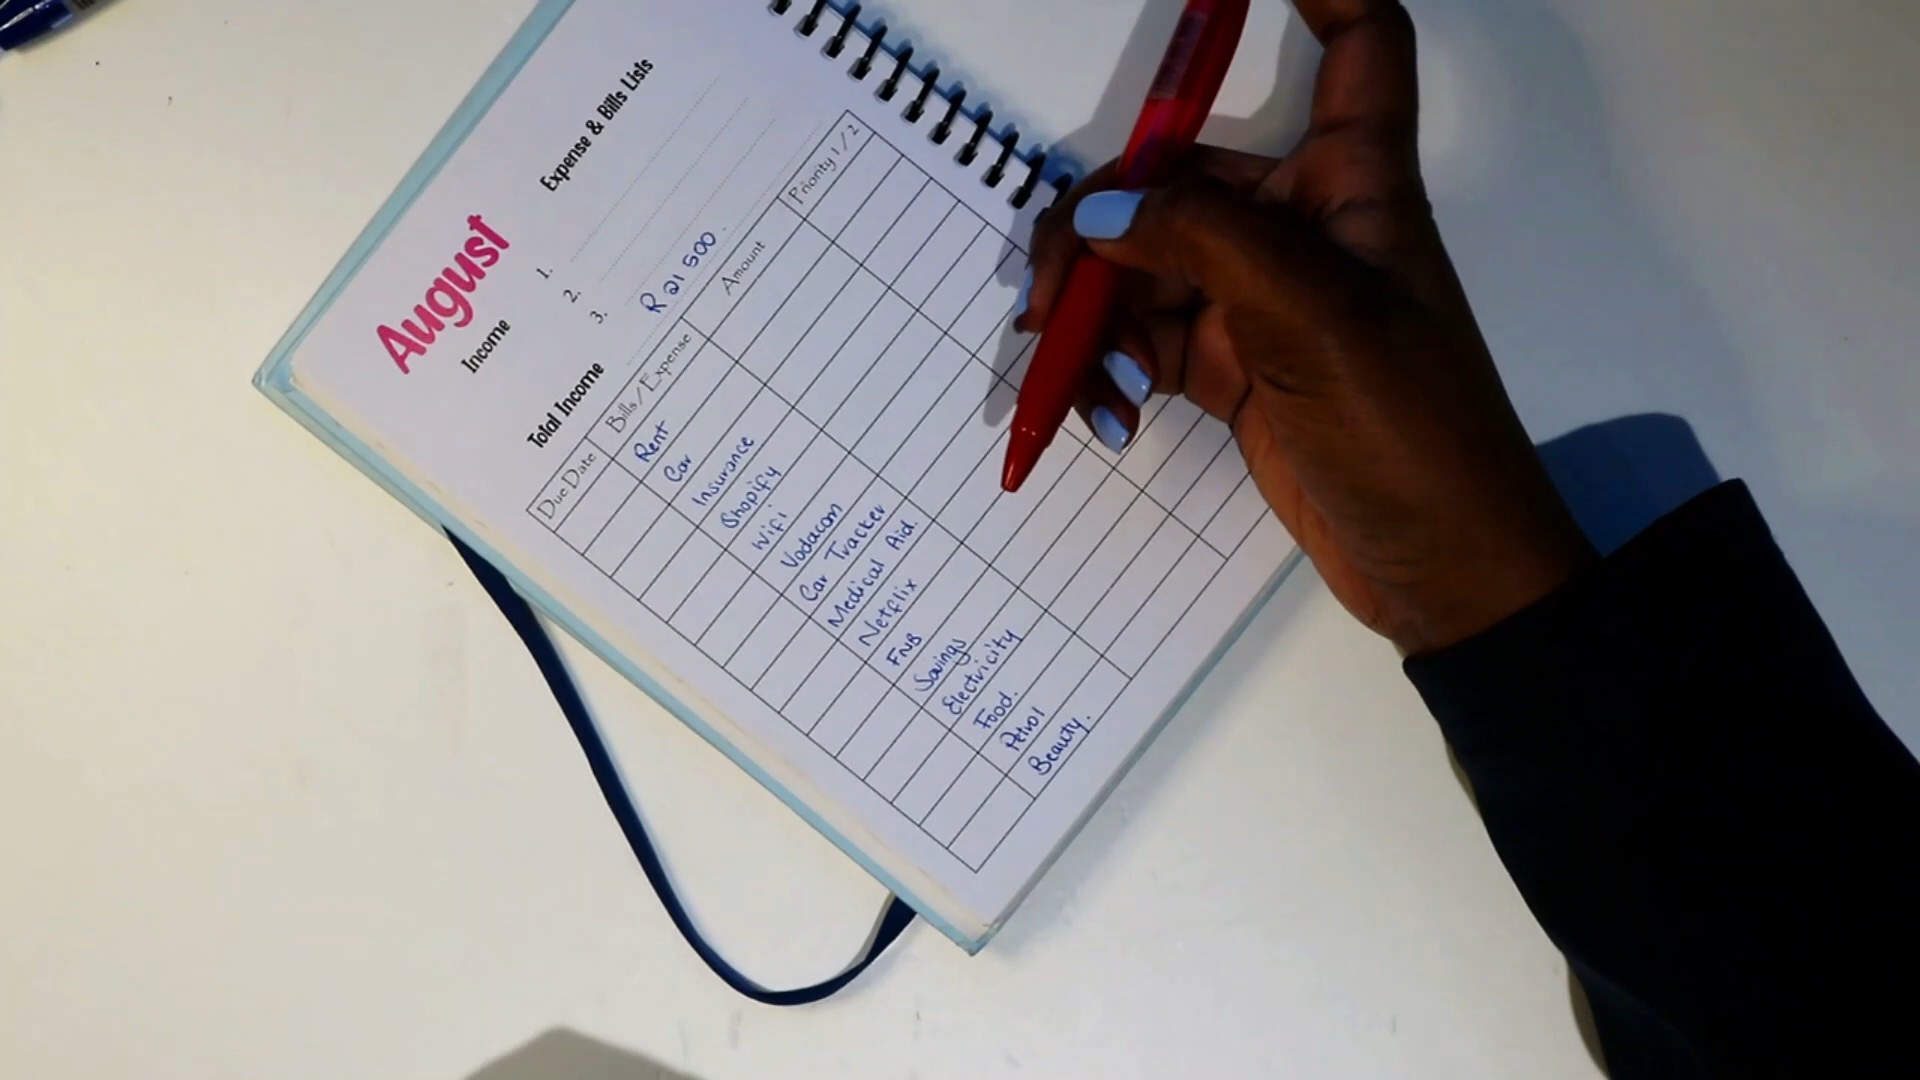 August
Expense & Bills Lists
Income
1.
2.
3.
Total Income R 21 500.
Due Date Bills/Expense Amount Priority 1/2
Rent
Car
Insurance
Shopify
Wifi
Vodacom
Car Tracker
Medical Aid.
Netflix
FNB
Savings
Electricity
Food.
Petrol
Beauty.